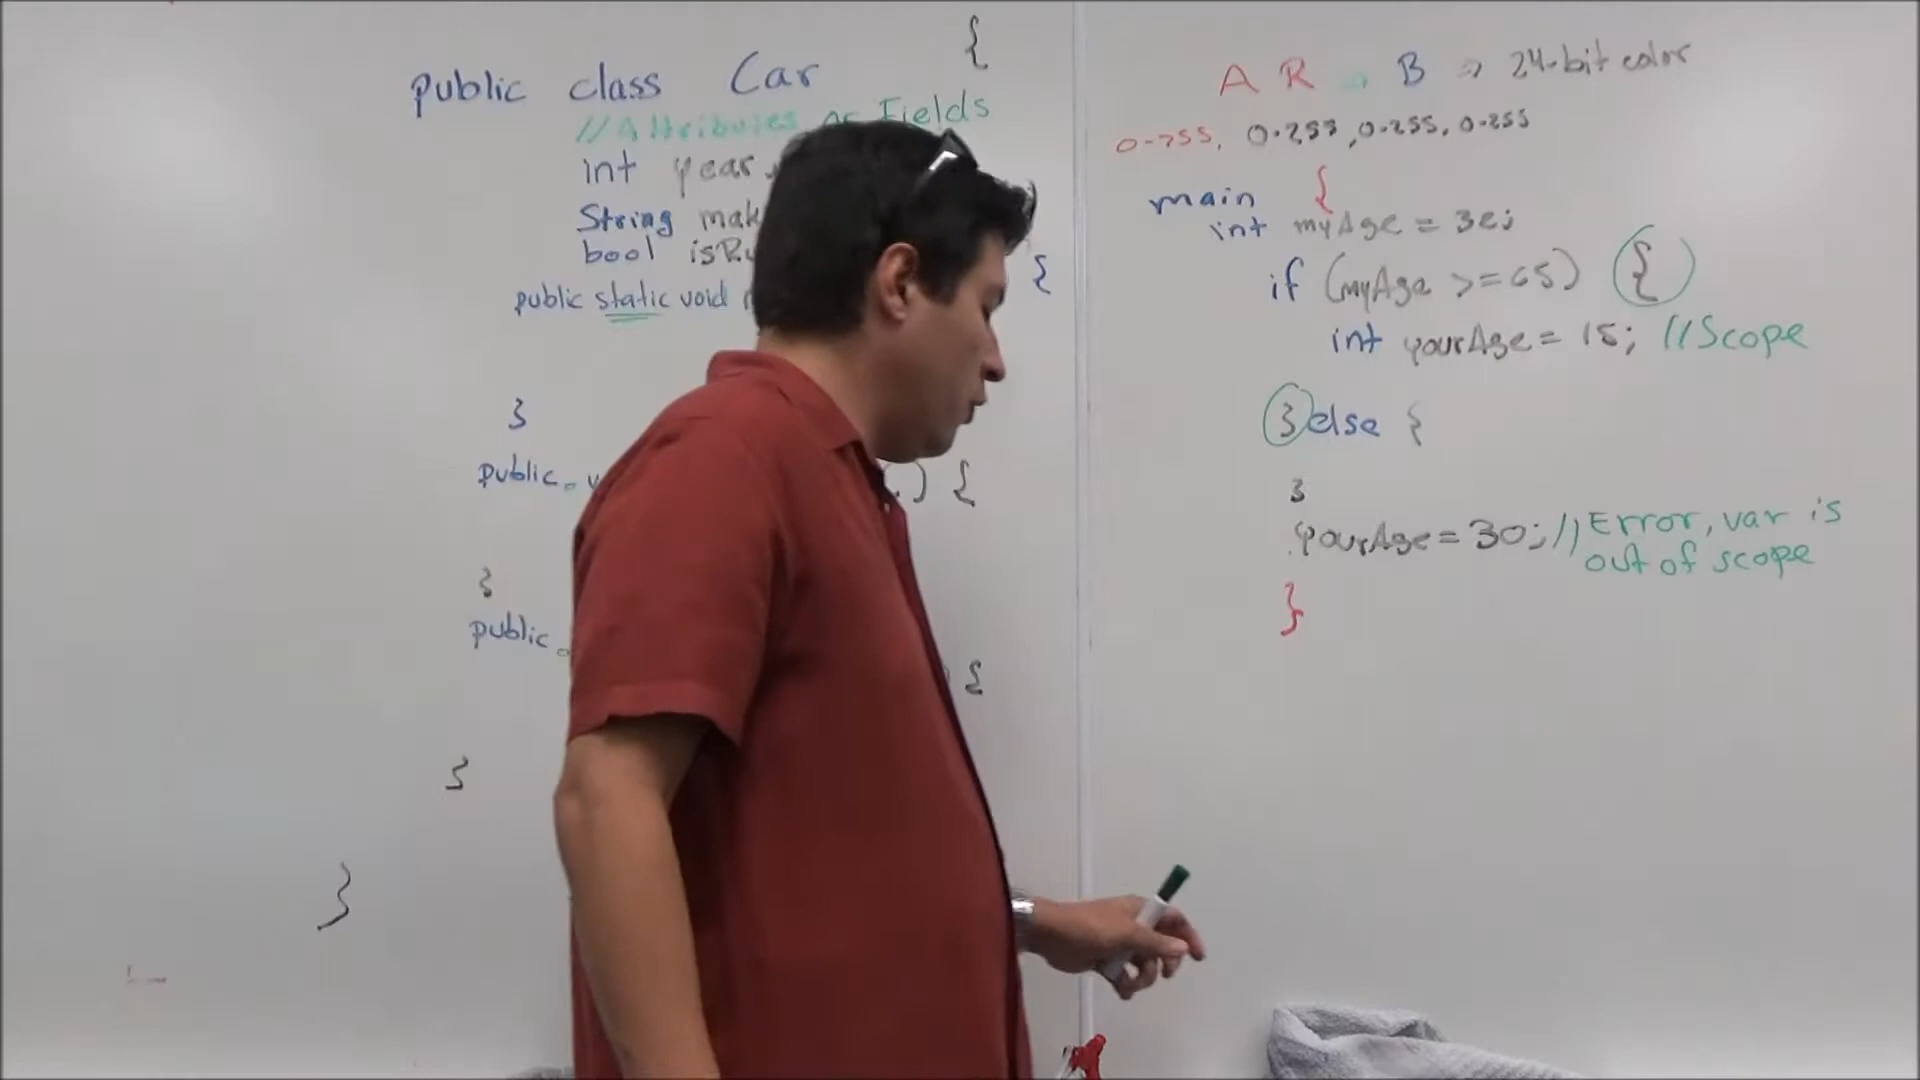 public class Car {
//Attributes or Fields
int year
String mak
bool isRu
public static void {
}
public {
}
public {
}
}
A R B => 24-bit color
0-255, 0-255, 0-255, 0-255
main {
int myAge = 32;
if (myAge >= 65) {
int yourAge = 15; //Scope
} else {
}
yourAge = 30; // Error, var is
out of scope
}